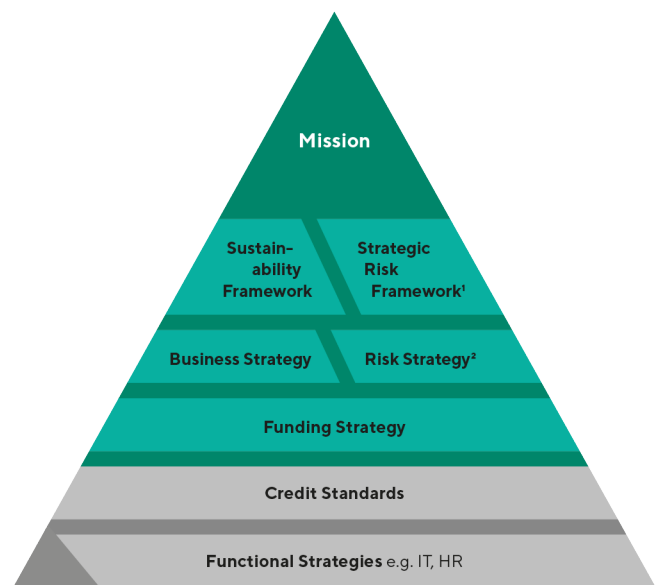 Mission
Sustain-
ability
Framework
Strategic
Risk
Framework¹
Business Strategy
Risk Strategy²
Funding Strategy
Credit Standards
Functional Strategies e.g. IT, HR